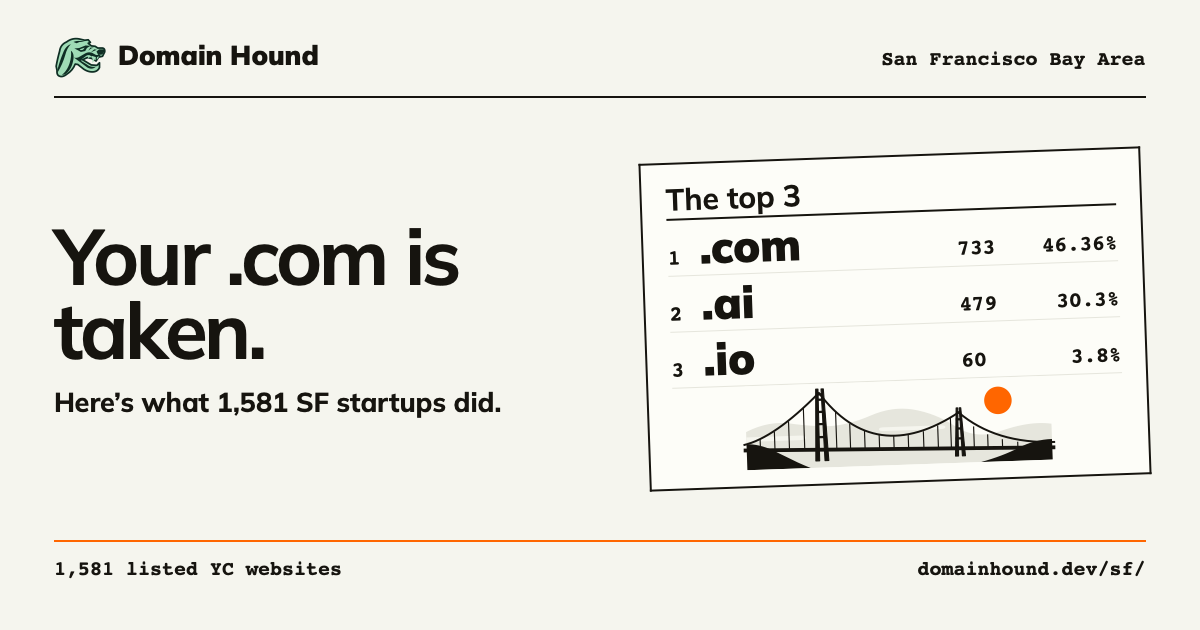 Domain Hound
San Francisco Bay Area
Your .com is
taken.
Here’s what 1,581 SF startups did.
The top 3
1 .com 733 46.36%
2 .ai 479 30.3%
3 .io 60 3.8%
1,581 listed YC websites
domainhound.dev/sf/